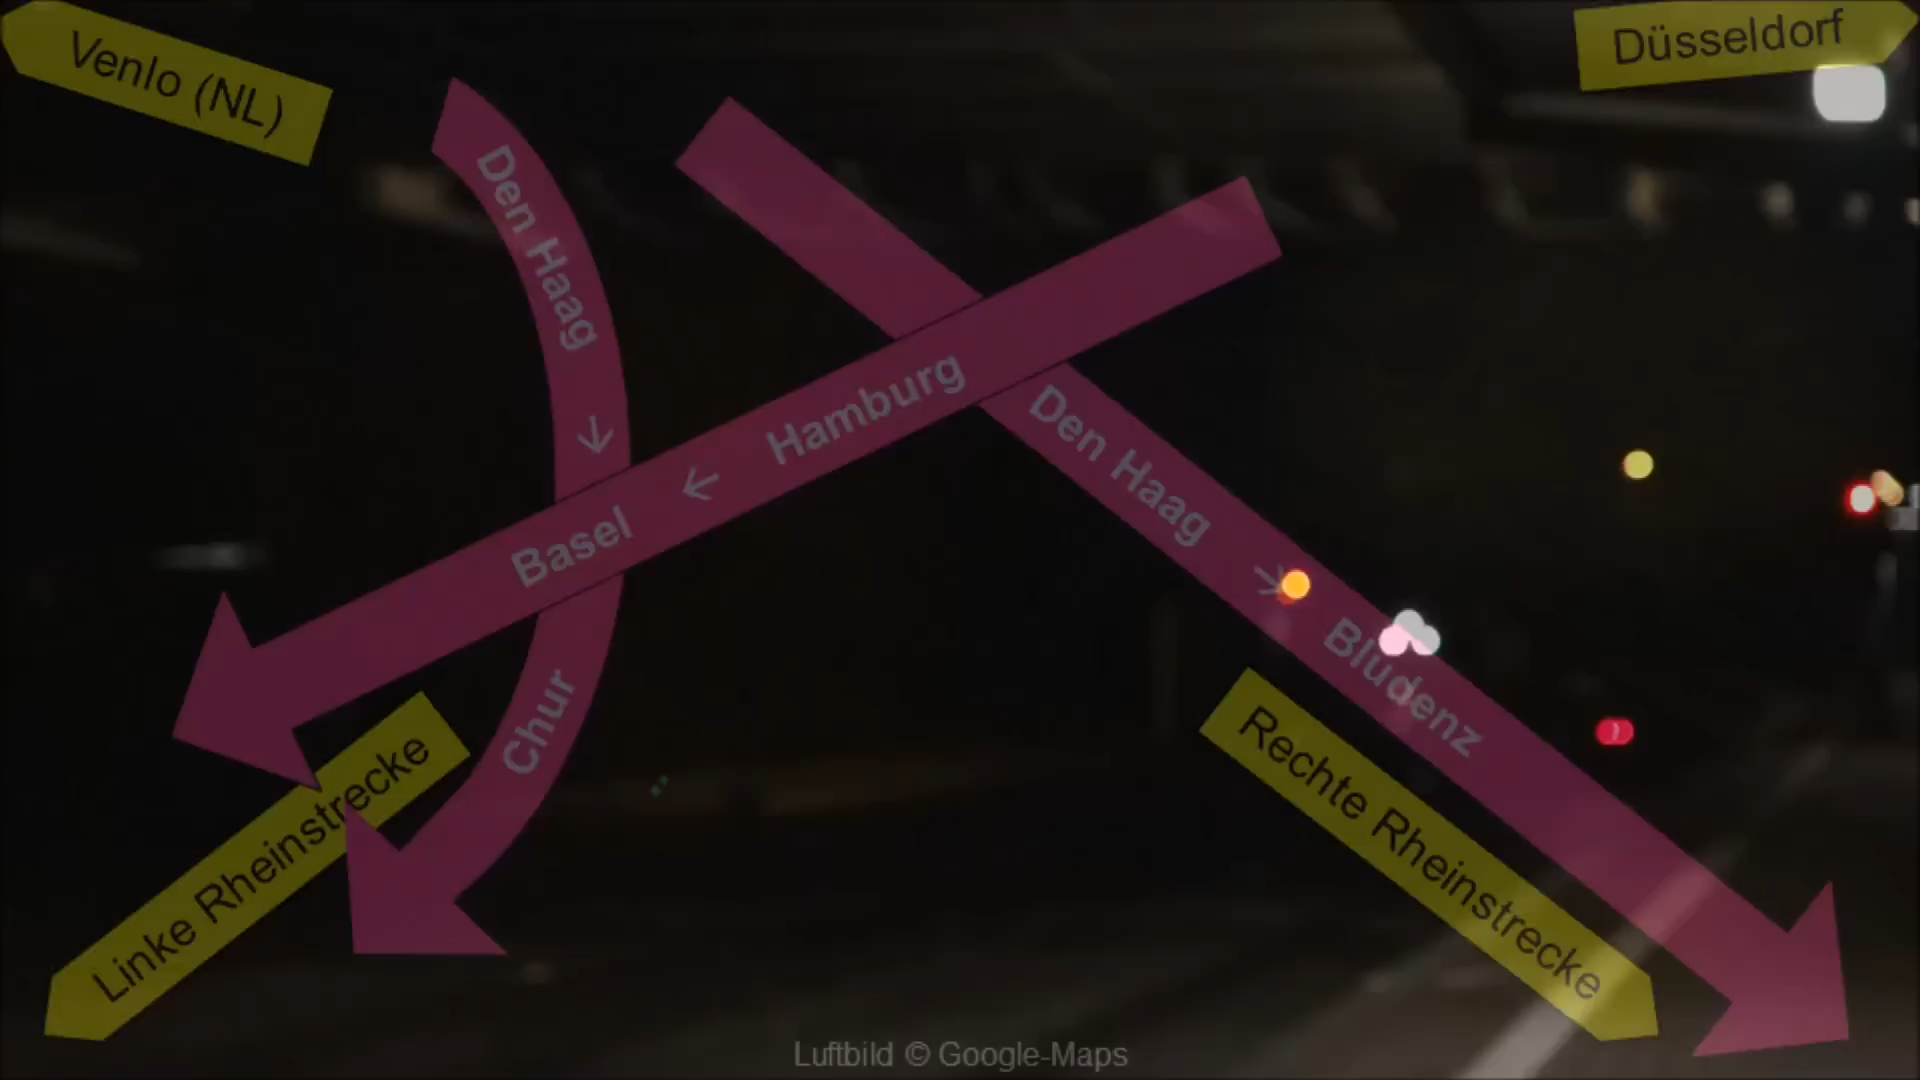 Venlo (NL)
Düsseldorf
Den Haag
↓
Chur
Hamburg
←
Basel
Den Haag
→
Bludenz
Linke Rheinstrecke
Rechte Rheinstrecke
Luftbild © Google-Maps